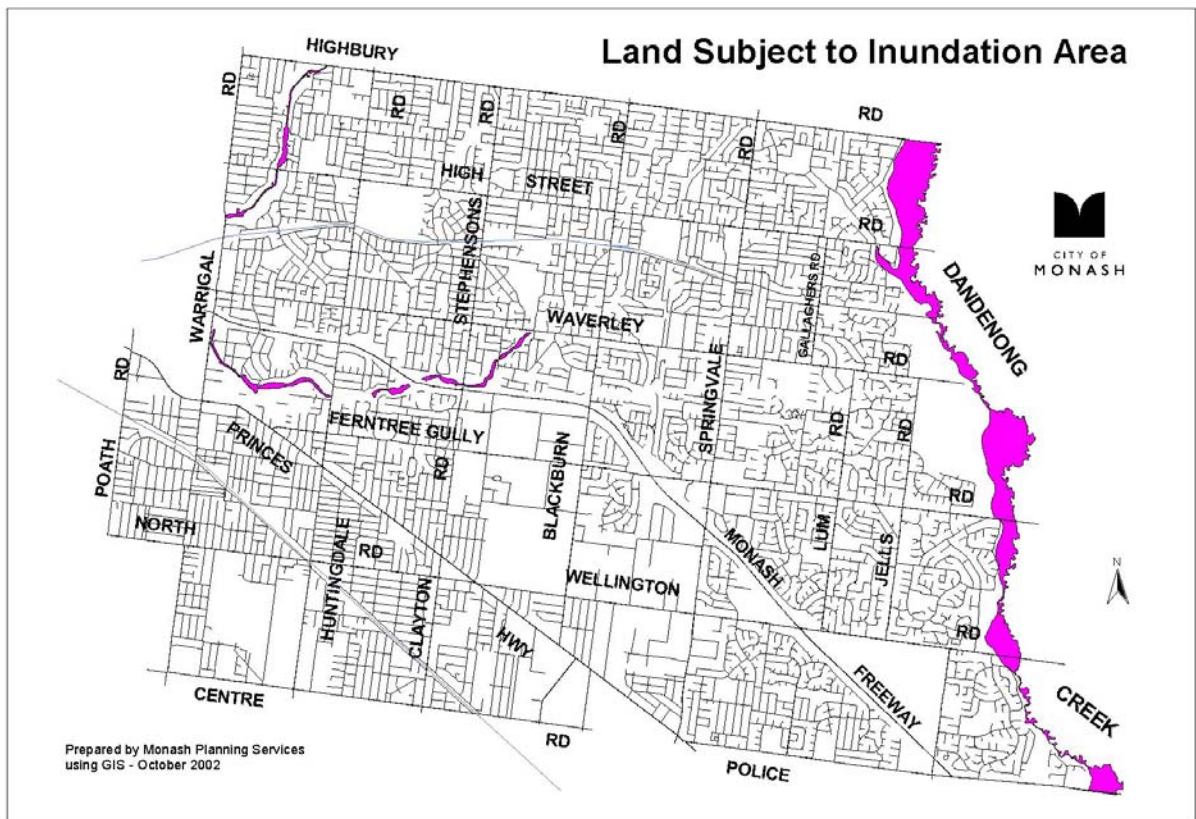 Land Subject to Inundation Area
HIGHBURY
RD
RD
RD
RD
RD
RD
HIGH
STREET
RD
CITY OF
MONASH
STEPHENSONS
GALLAGHERS RD
WARRIGAL
WAVERLEY
DANDENONG
RD
RD
SPRINGVALE
FERNTREE GULLY
PRINCES
POATH
RD
BLACKBURN
RD
RD
RD
NORTH
HUNTINGDALE
RD
MONASH
LUM
JELLS
N
WELLINGTON
CLAYTON
HWY
RD
FREEWAY
CREEK
CENTRE
RD
POLICE
Prepared by Monash Planning Services
using GIS - October 2002